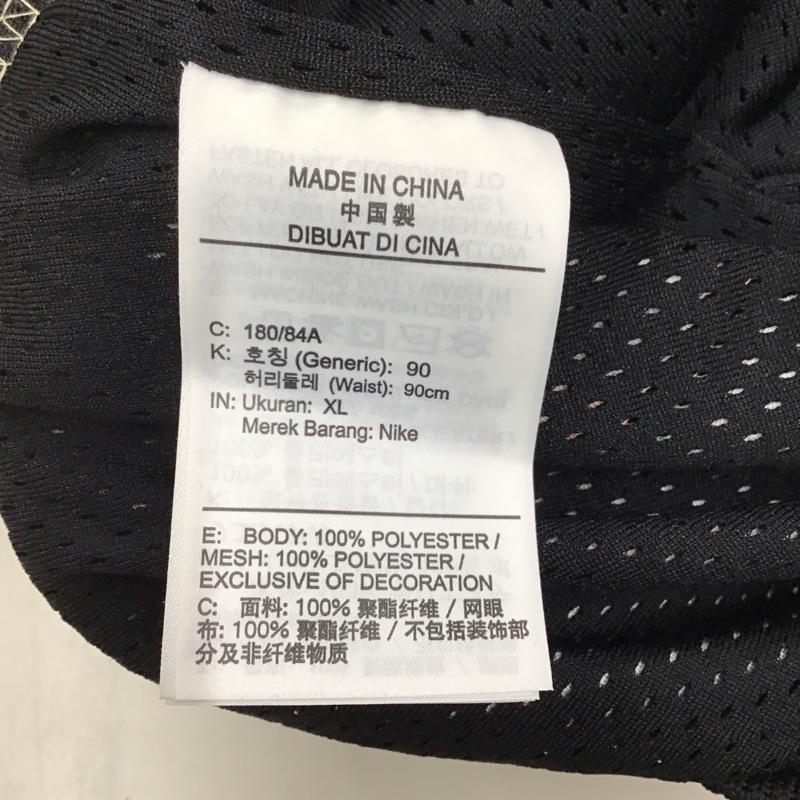 MADE IN CHINA
中国製
DIBUAT DI CINA
C: 180/84A
K: 호칭 (Generic): 90
허리둘레 (Waist): 90cm
IN: Ukuran: XL
Merek Barang: Nike
E: BODY: 100% POLYESTER /
MESH: 100% POLYESTER /
EXCLUSIVE OF DECORATION
C: 面料: 100% 聚酯纤维 / 网眼
布: 100% 聚酯纤维 / 不包括装饰部
分及非纤维物质